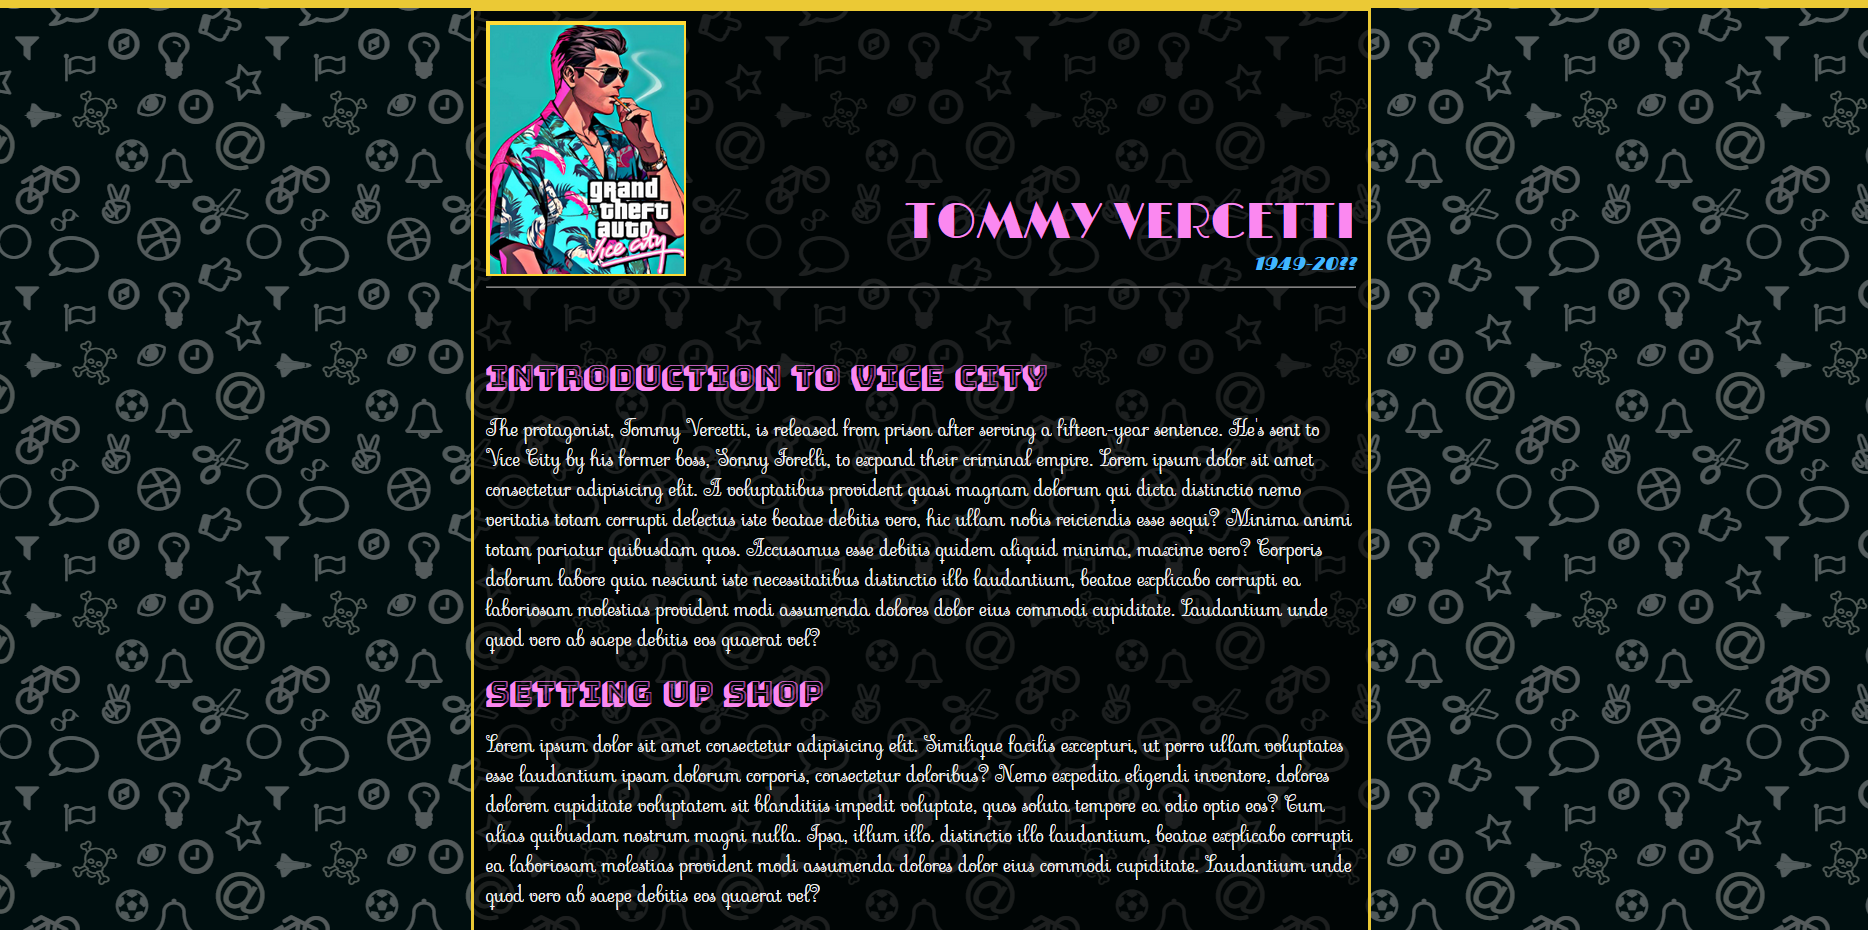 grand
theft
auto
Vice City
TOMMY VERCETTI
1949-20??
INTRODUCTION TO VICE CITY
The protagonist, Tommy Vercetti, is released from prison after serving a fifteen-year sentence. He's sent to
Vice City by his former boss, Sonny Forelli, to expand their criminal empire. Lorem ipsum dolor sit amet
consectetur adipisicing elit. A voluptatibus provident quasi magnam dolorum qui dicta distinctio nemo
veritatis totam corrupti delectus iste beatae debitis vero, hic ullam nobis reiciendis esse sequi? Minima animi
totam pariatur quibusdam quos. Accusamus esse debitis quidem aliquid minima, maxime vero? Corporis
dolorum labore quia nesciunt iste necessitatibus distinctio illo laudantium, beatae explicabo corrupti ea
laboriosam molestias provident modi assumenda dolores dolor eius commodi cupiditate. Laudantium unde
quod vero ab saepe debitis eos quaerat vel?
SETTING UP SHOP
Lorem ipsum dolor sit amet consectetur adipisicing elit. Similique facilis excepturi, ut porro ullam voluptates
esse laudantium ipsam dolorum corporis, consectetur doloribus? Nemo expedita eligendi inventore, dolores
dolorem cupiditate voluptatem sit blanditiis impedit voluptate, quos soluta tempore ea odio optio eos? Cum
alias quibusdam nostrum magni nulla. Ipsa, illum illo. distinctio illo laudantium, beatae explicabo corrupti
ea laboriosam molestias provident modi assumenda dolores dolor eius commodi cupiditate. Laudantium unde
quod vero ab saepe debitis eos quaerat vel?